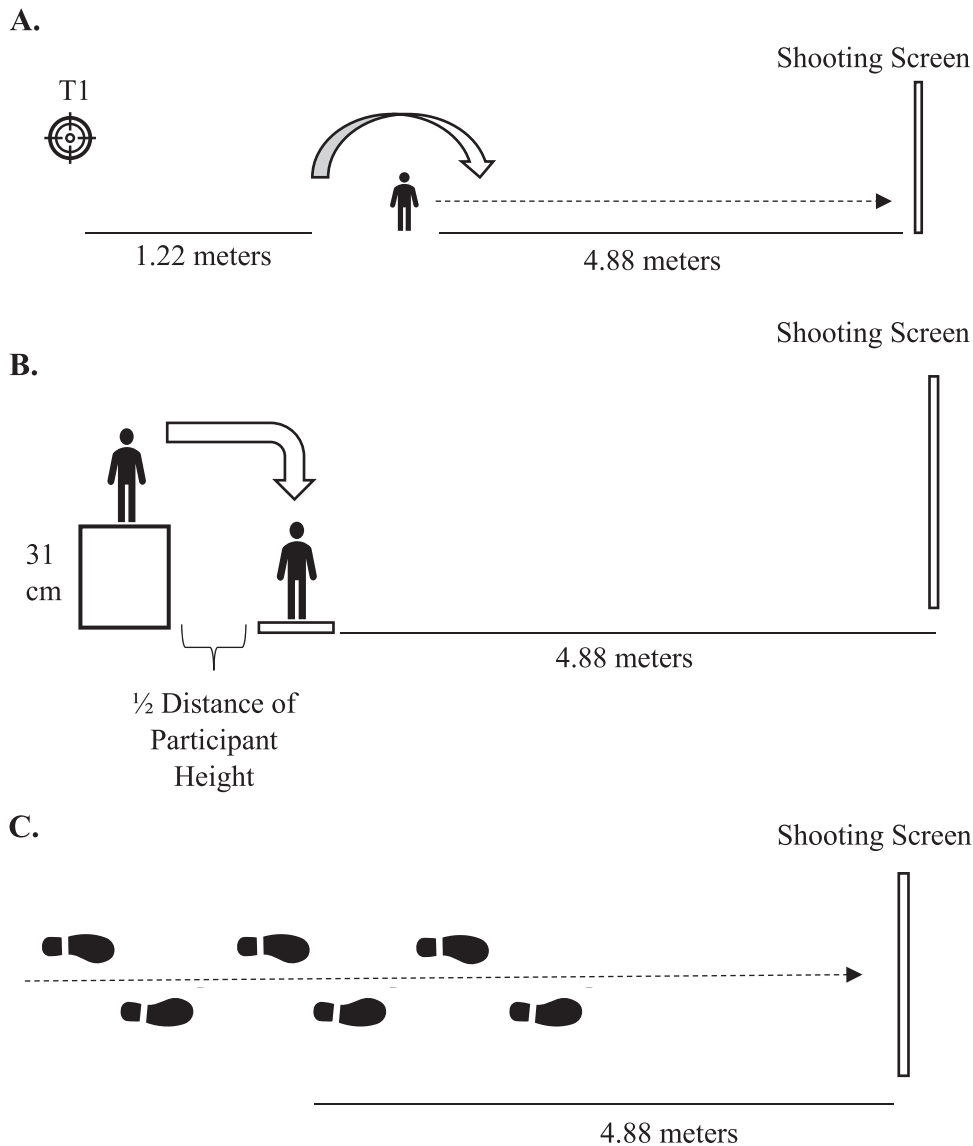 A.
Shooting Screen
T1
1.22 meters
4.88 meters
Shooting Screen
B.
31
cm
4.88 meters
½ Distance of
Participant
Height
C.
Shooting Screen
4.88 meters